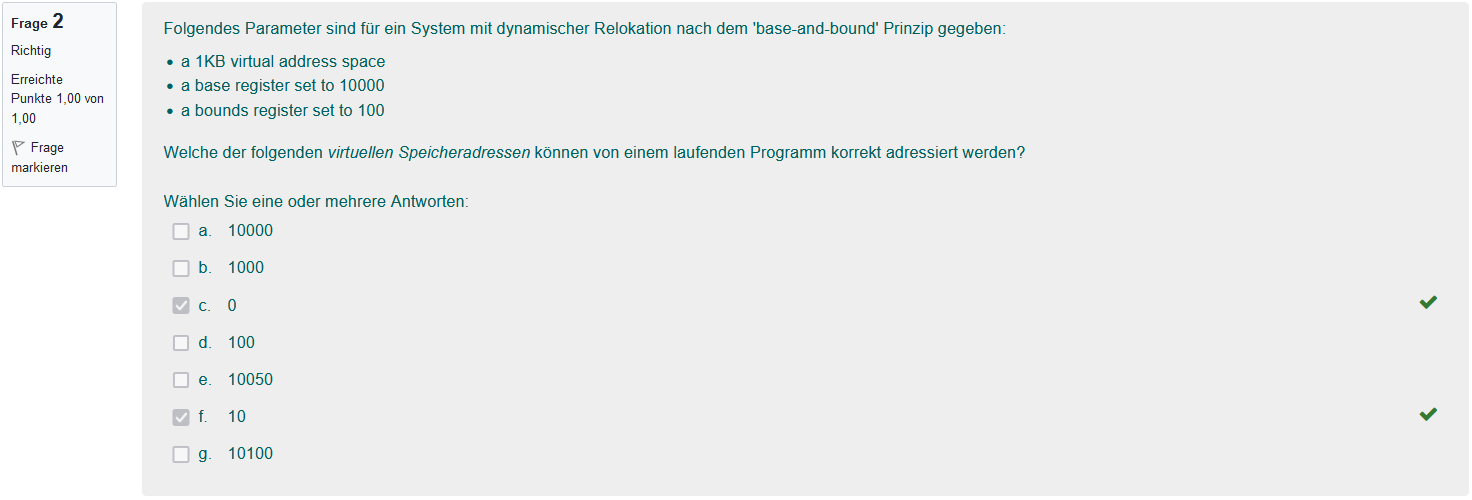 Frage 2
Richtig
Erreichte
Punkte 1,00 von
1,00
Frage
markieren
Folgendes Parameter sind für ein System mit dynamischer Relokation nach dem 'base-and-bound' Prinzip gegeben:
• a 1KB virtual address space
• a base register set to 10000
• a bounds register set to 100
Welche der folgenden virtuellen Speicheradressen können von einem laufenden Programm korrekt adressiert werden?
Wählen Sie eine oder mehrere Antworten:
a. 10000
b. 1000
c. 0
d. 100
e. 10050
f. 10
g. 10100